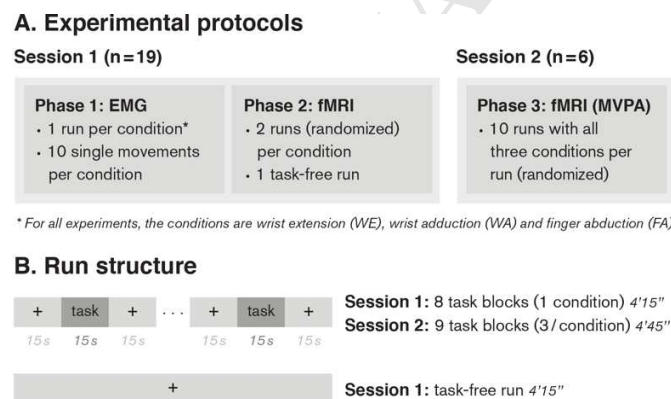 A. Experimental protocols
Session 1 (n=19)
Session 2 (n=6)
Phase 1: EMG
• 1 run per condition*
• 10 single movements
per condition
Phase 2: fMRI
• 2 runs (randomized)
per condition
• 1 task-free run
Phase 3: fMRI (MVPA)
• 10 runs with all
three conditions per
run (randomized)
* For all experiments, the conditions are wrist extension (WE), wrist adduction (WA) and finger abduction (FA)
B. Run structure
+ task + ... + task +
15s 15s 15s 15s 15s 15s
Session 1: 8 task blocks (1 condition) 4'15"
Session 2: 9 task blocks (3/condition) 4'45"
+
Session 1: task-free run 4'15"